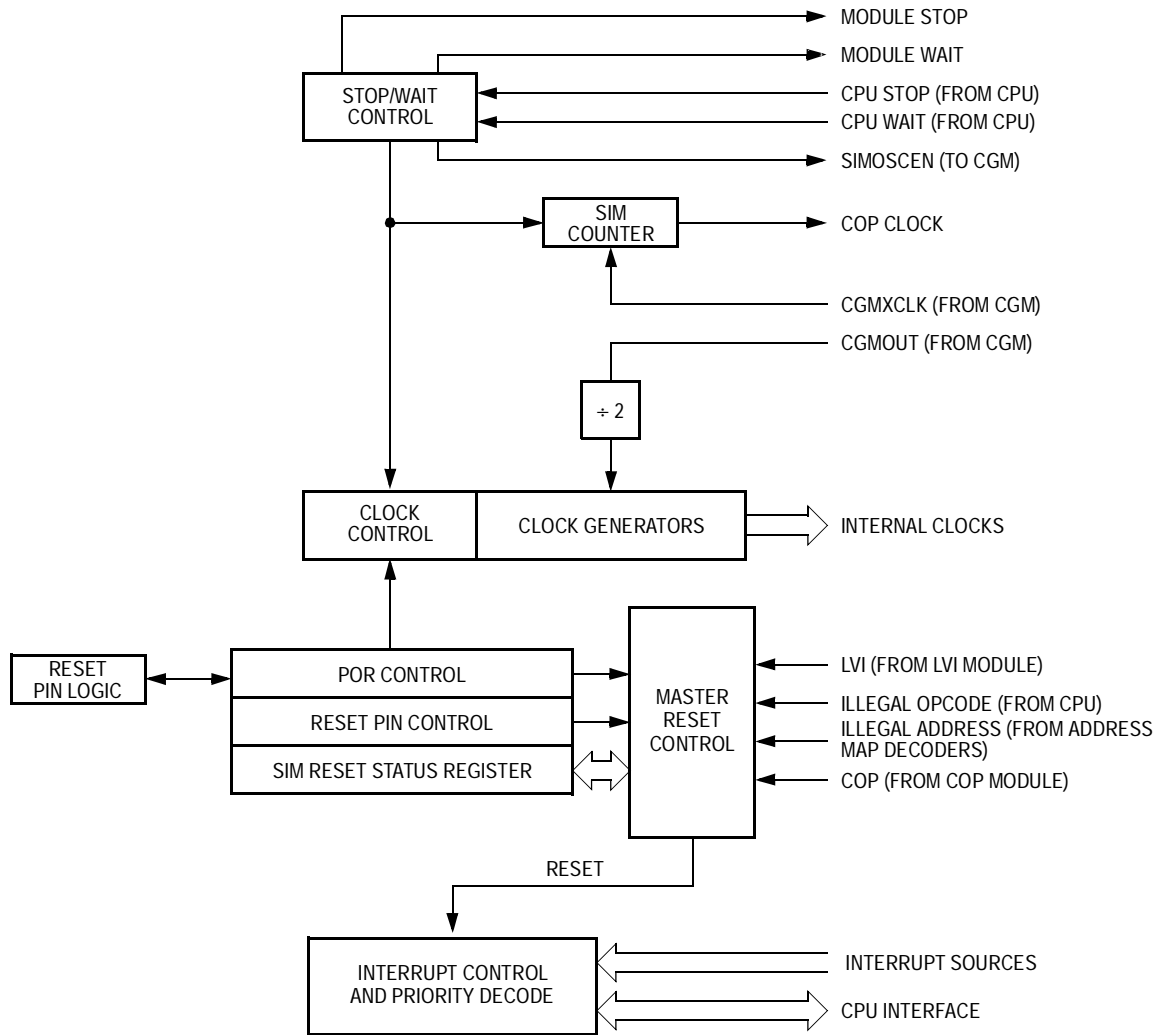 MODULE STOP
MODULE WAIT
STOP/WAIT
CONTROL
CPU STOP (FROM CPU)
CPU WAIT (FROM CPU)
SIMOSCEN (TO CGM)
SIM
COUNTER
COP CLOCK
CGMXCLK (FROM CGM)
CGMOUT (FROM CGM)
÷ 2
CLOCK
CONTROL
CLOCK GENERATORS
INTERNAL CLOCKS
RESET
PIN LOGIC
POR CONTROL
RESET PIN CONTROL
SIM RESET STATUS REGISTER
MASTER
RESET
CONTROL
LVI (FROM LVI MODULE)
ILLEGAL OPCODE (FROM CPU)
ILLEGAL ADDRESS (FROM ADDRESS
MAP DECODERS)
COP (FROM COP MODULE)
RESET
INTERRUPT CONTROL
AND PRIORITY DECODE
INTERRUPT SOURCES
CPU INTERFACE